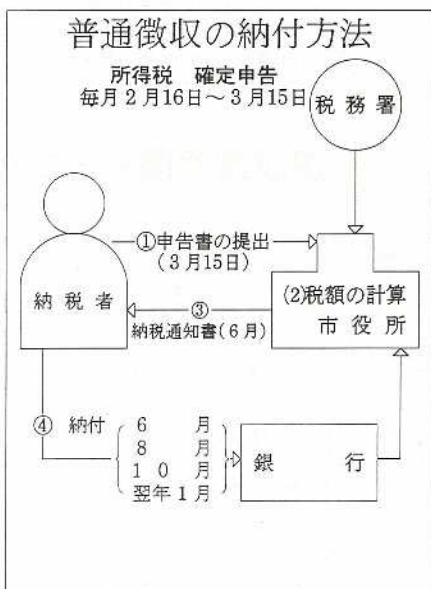 普通徴収の納付方法
所得税　確定申告
毎月2月16日～3月15日
税務署
①申告書の提出
(3月15日)
納税者
(2)税額の計算
市役所
③
納税通知書(6月)
④　納付
6　月
8　月
10　月
翌年1月
銀　行